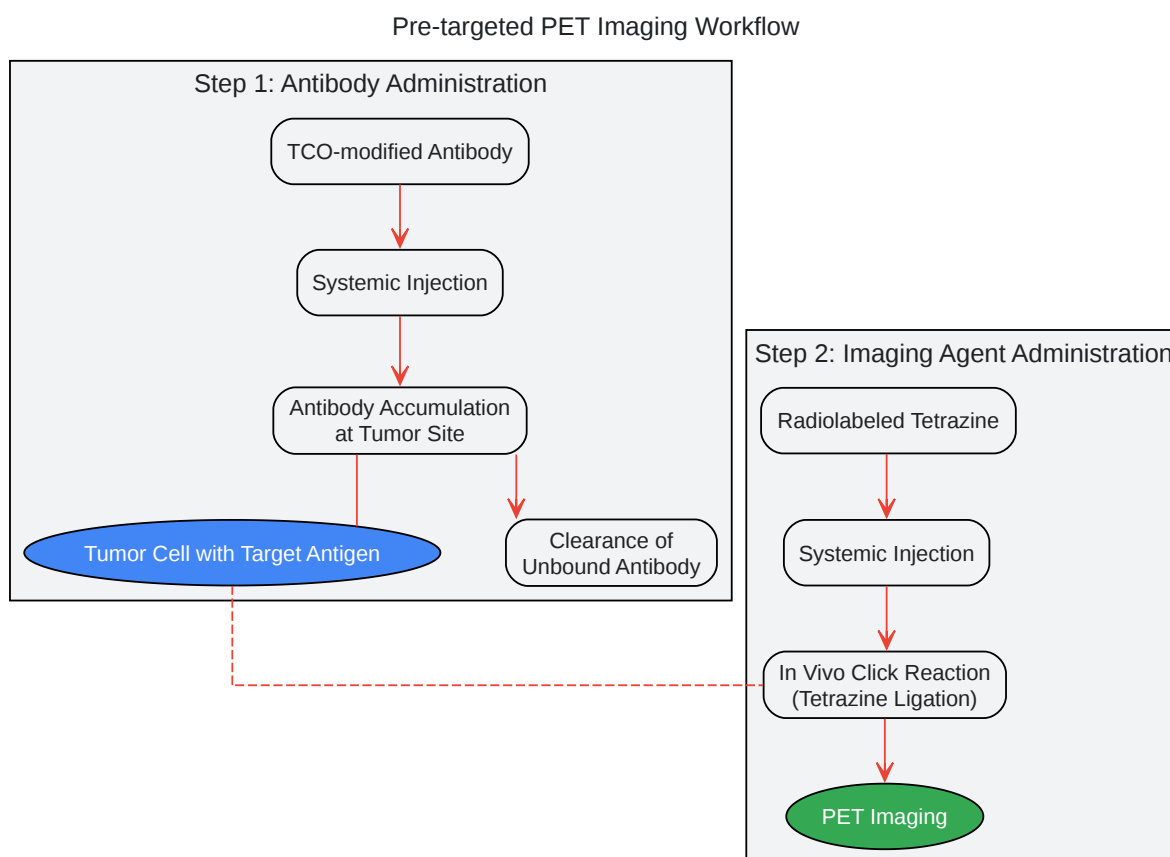 Pre-targeted PET Imaging Workflow
Step 1: Antibody Administration
TCO-modified Antibody
Systemic Injection
Antibody Accumulation
at Tumor Site
Tumor Cell with Target Antigen
Clearance of
Unbound Antibody
Step 2: Imaging Agent Administration
Radiolabeled Tetrazine
Systemic Injection
In Vivo Click Reaction
(Tetrazine Ligation)
PET Imaging